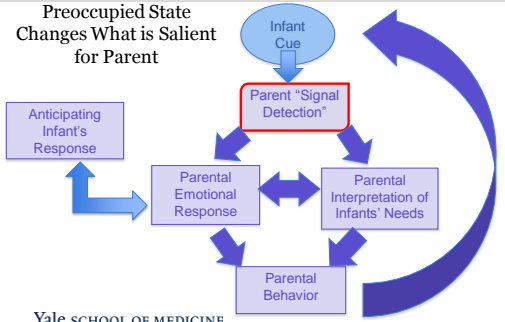 Preoccupied State
Changes What is Salient
for Parent
Infant
Cue
Parent “Signal
Detection”
Anticipating
Infant’s
Response
Parental
Emotional
Response
Parental
Interpretation of
Infants’ Needs
Parental
Behavior
Yale SCHOOL OF MEDICINE